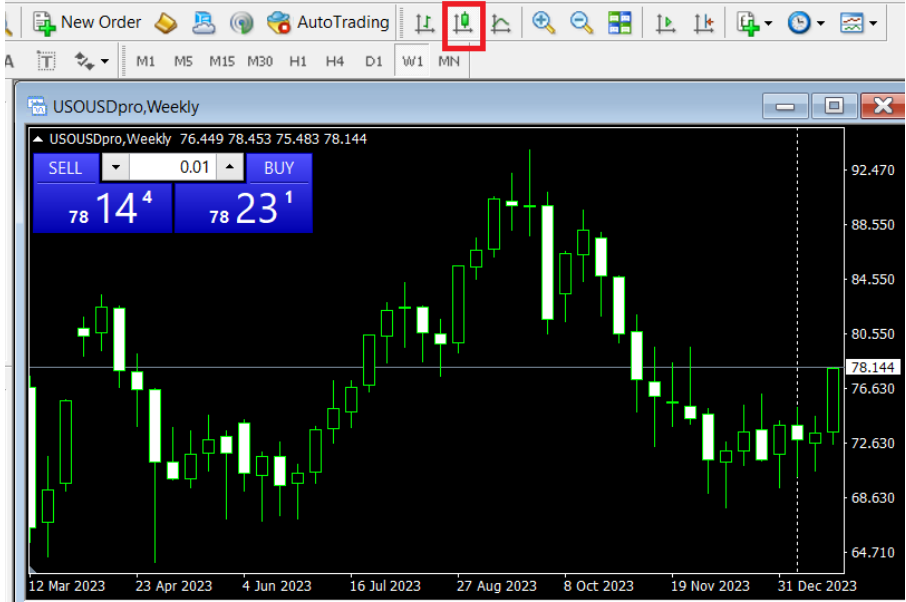 New Order AutoTrading
A T M1 M5 M15 M30 H1 H4 D1 W1 MN
USOUSDpro,Weekly
USOUSDpro,Weekly 76.449 78.453 75.483 78.144
SELL 0.01 BUY
78 14 4 78 23 1
92.470
88.550
84.550
80.550
78.144
76.630
72.630
68.630
64.710
12 Mar 2023 23 Apr 2023 4 Jun 2023 16 Jul 2023 27 Aug 2023 8 Oct 2023 19 Nov 2023 31 Dec 2023